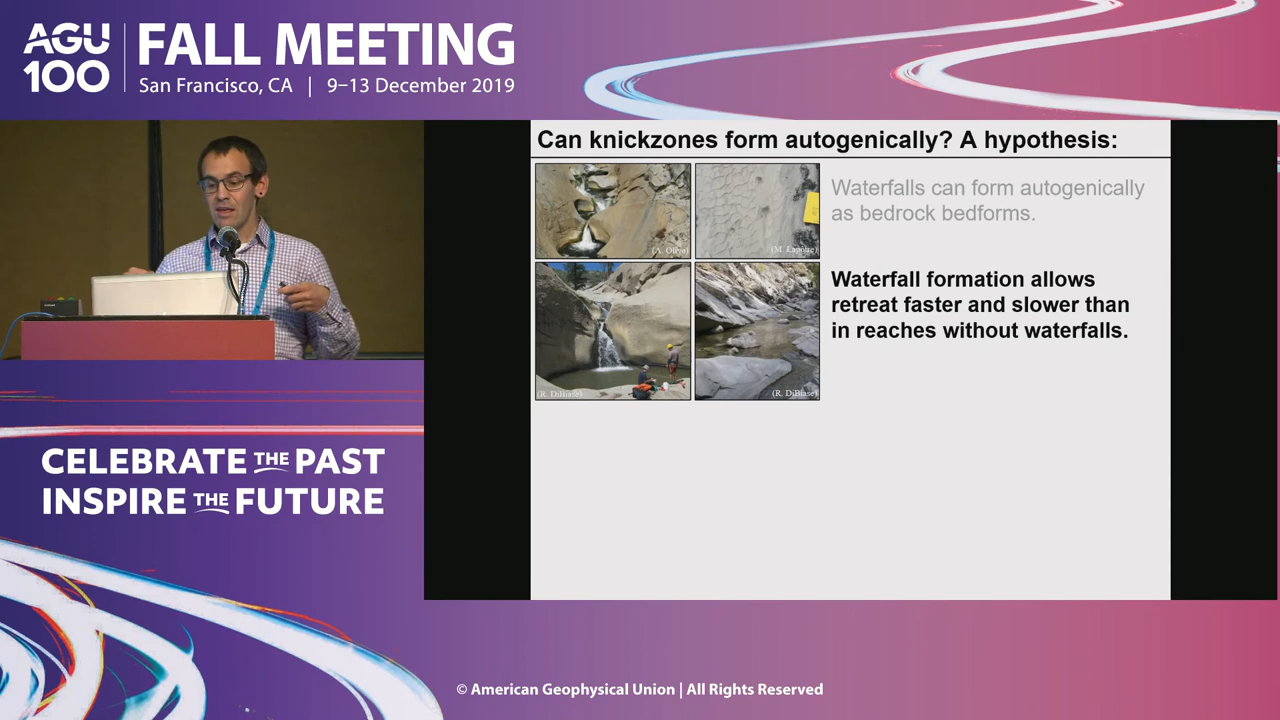 AGU
100
FALL MEETING
San Francisco, CA | 9–13 December 2019
Can knickzones form autogenically? A hypothesis:
Waterfalls can form autogenically
as bedrock bedforms.
(M. Lapotre)
Waterfall formation allows
retreat faster and slower than
in reaches without waterfalls.
(R. DiBiase)
(R. DiBiase)
CELEBRATE THE PAST
INSPIRE THE FUTURE
© American Geophysical Union | All Rights Reserved